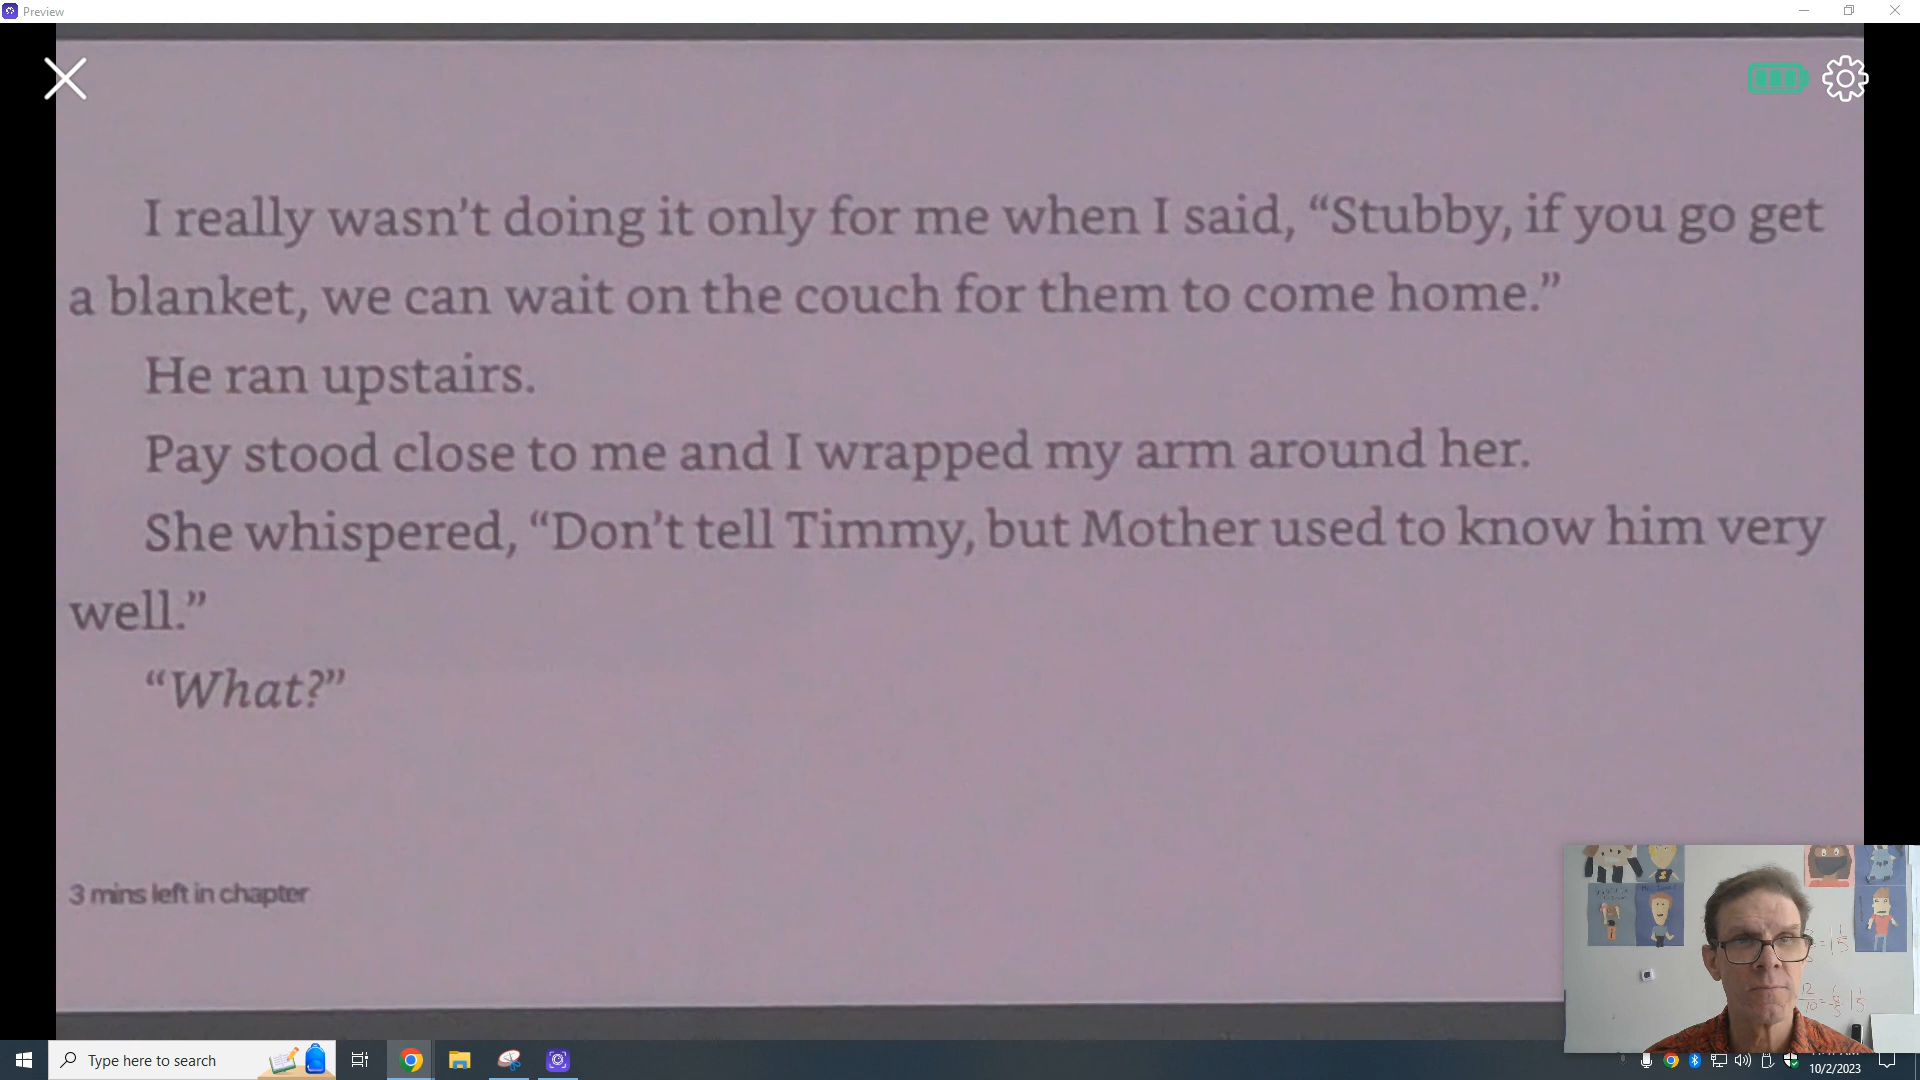 Preview
I really wasn't doing it only for me when I said, “Stubby, if you go get
a blanket, we can wait on the couch for them to come home.”
He ran upstairs.
Pay stood close to me and I wrapped my arm around her.
She whispered, “Don't tell Timmy, but Mother used to know him very
well.”
“What?”
3 mins left in chapter
Type here to search
10/2/2023